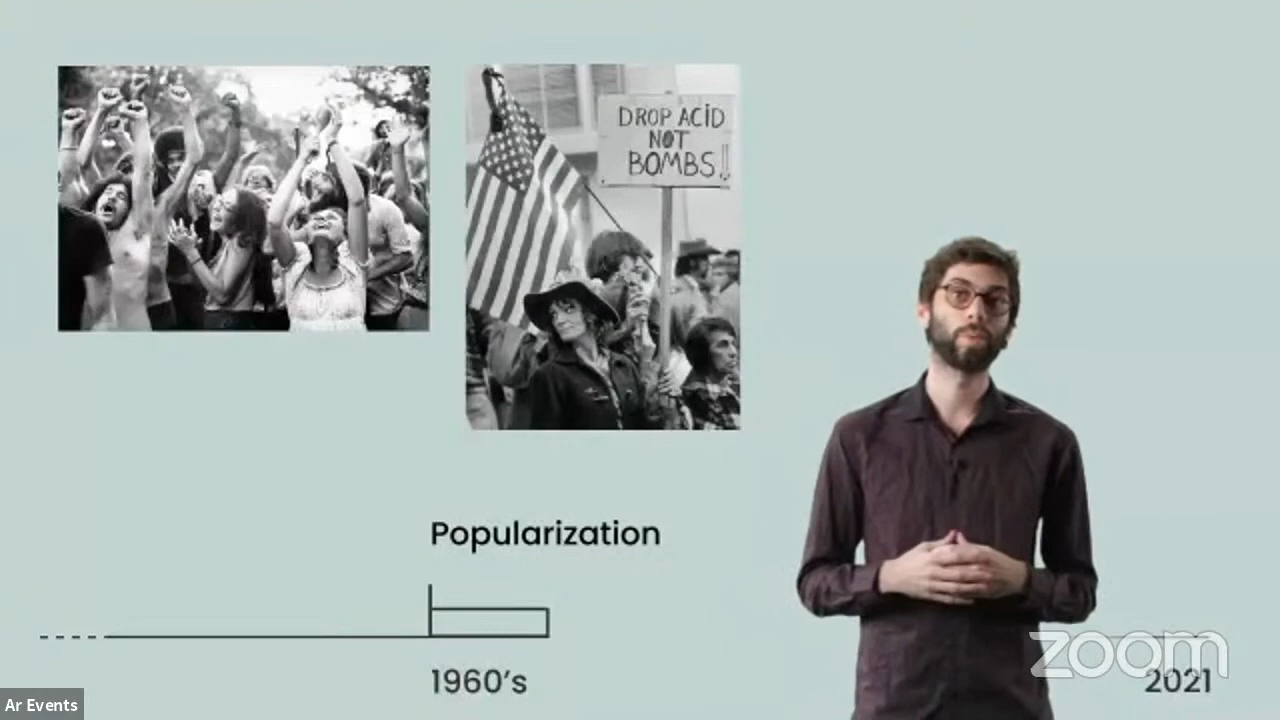 DROP ACiD
NOT
BOMBS!!
Popularization
1960's
2021
zoom
Ar Events